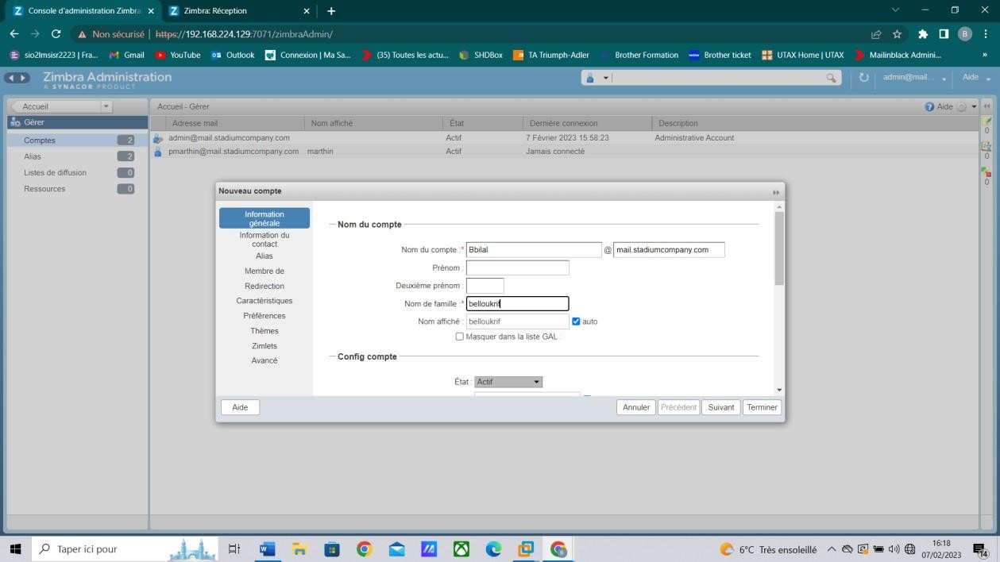 Console d'administration Zimbra
Zimbra: Réception
Non sécurisé
https://192.168.224.129:7071/zimbraAdmin/
sio2lmsisr2223 | Fra...
Gmail
YouTube
Outlook
Connexion | Ma Sa...
(35) Toutes les actu...
SHDBox
TA Triumph-Adler
Brother Formation
Brother ticket
UTAX Home | UTAX
Mailinblack Admini...
»
B
Zimbra Administration
A SYNACOR PRODUCT
admin@mail...
Aide
Accueil
Accueil - Gérer
Aide
Gérer
Adresse mail
Nom affiché
État
Dernière connexion
Description
Comptes
2
admin@mail.stadiumcompany.com
Actif
7 Février 2023 15:58:23
Administrative Account
Alias
2
pmarthin@mail.stadiumcompany.com
marthin
Actif
Jamais connecté
Listes de diffusion
0
Ressources
0
0
0
0
Nouveau compte
Information générale
Information du contact
Alias
Membre de
Redirection
Caractéristiques
Préférences
Thèmes
Zimlets
Avancé
Nom du compte
Nom du compte :* Bbilal @ mail.stadiumcompany.com
Prénom :
Deuxième prénom :
Nom de famille :* belloukrif
Nom affiché : belloukrif auto
Masquer dans la liste GAL :
Config compte
État : Actif
Aide
Annuler
Précédent
Suivant
Terminer
Taper ici pour
6°C Très ensoleillé
16:18
07/02/2023
14